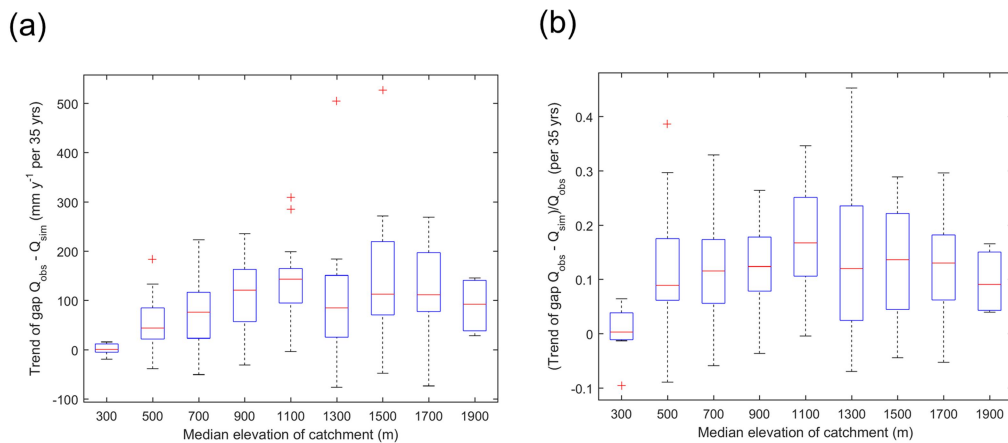 (a)
Trend of gap Q_obs - Q_sim (mm y^-1 per 35 yrs)
500
400
300
200
100
0
-100
300 500 700 900 1100 1300 1500 1700 1900
Median elevation of catchment (m)
(b)
(Trend of gap Q_obs - Q_sim)/Q_obs (per 35 yrs)
0.4
0.3
0.2
0.1
0
-0.1
300 500 700 900 1100 1300 1500 1700 1900
Median elevation of catchment (m)